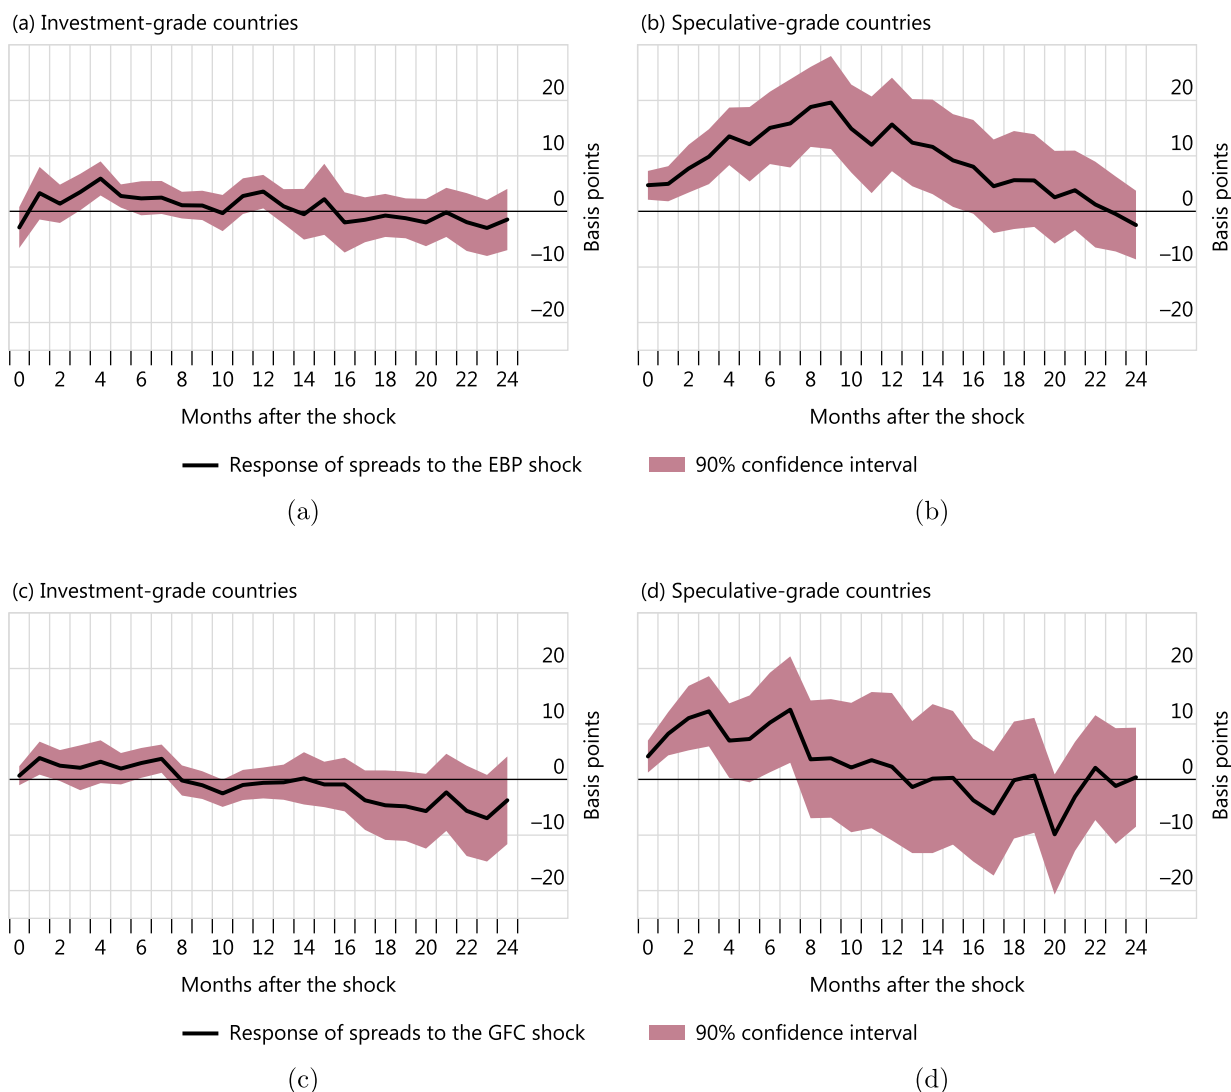 (a) Investment-grade countries
(b) Speculative-grade countries
20
10
0
–10
–20
Basis points
20
10
0
–10
–20
Basis points
0 2 4 6 8 10 12 14 16 18 20 22 24
0 2 4 6 8 10 12 14 16 18 20 22 24
Months after the shock
Months after the shock
Response of spreads to the EBP shock
90% confidence interval
(a)
(b)
(c) Investment-grade countries
(d) Speculative-grade countries
20
10
0
–10
–20
Basis points
20
10
0
–10
–20
Basis points
0 2 4 6 8 10 12 14 16 18 20 22 24
0 2 4 6 8 10 12 14 16 18 20 22 24
Months after the shock
Months after the shock
Response of spreads to the GFC shock
90% confidence interval
(c)
(d)